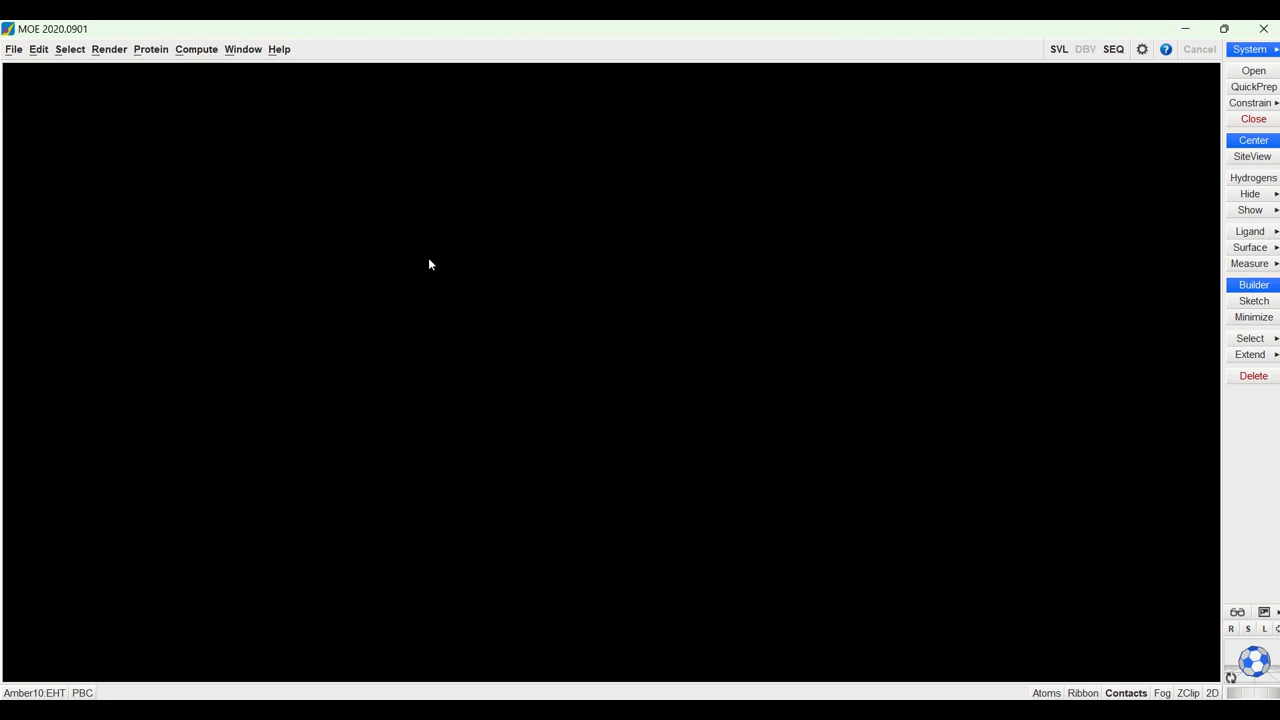 MOE 2020.0901
File Edit Select Render Protein Compute Window Help
SVL DBV SEQ ? Cancel
System
Open
QuickPrep
Constrain
Close
Center
SiteView
Hydrogens
Hide
Show
Ligand
Surface
Measure
Builder
Sketch
Minimize
Select
Extend
Delete
R S L
Amber10:EHT PBC
Atoms Ribbon Contacts Fog ZClip 2D